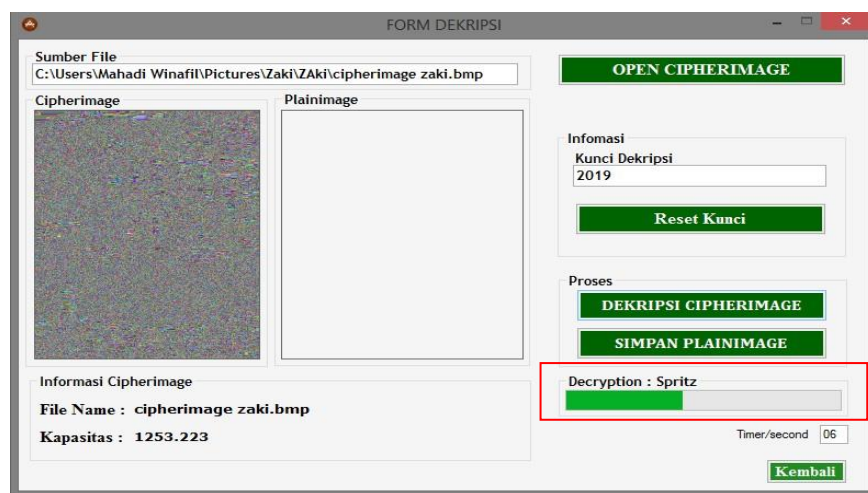 FORM DEKRIPSI
Sumber File
C:\Users\Mahadi Winafil\Pictures\Zaki\ZAki\cipherimage zaki.bmp
OPEN CIPHERIMAGE
Cipherimage
Plainimage
Infomasi
Kunci Dekripsi
2019
Reset Kunci
Proses
DEKRIPSI CIPHERIMAGE
SIMPAN PLAINIMAGE
Informasi Cipherimage
File Name : cipherimage zaki.bmp
Kapasitas : 1253.223
Decryption : Spritz
Timer/second 06
Kembali